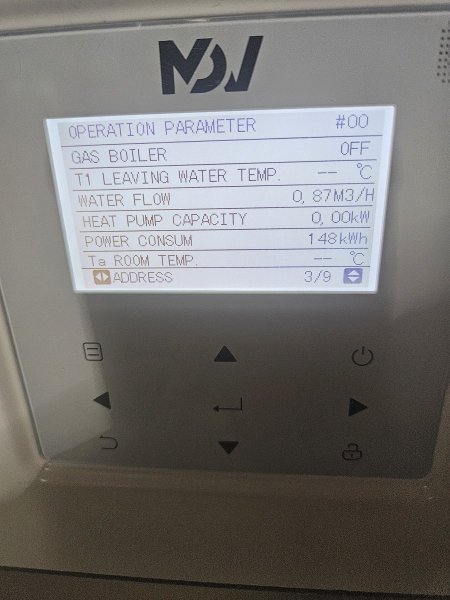 MDV
OPERATION PARAMETER #00
GAS BOILER OFF
T1 LEAVING WATER TEMP. -- °C
WATER FLOW 0,87M3/H
HEAT PUMP CAPACITY 0,00kW
POWER CONSUM 148kWh
Ta ROOM TEMP. -- °C
ADDRESS 3/9